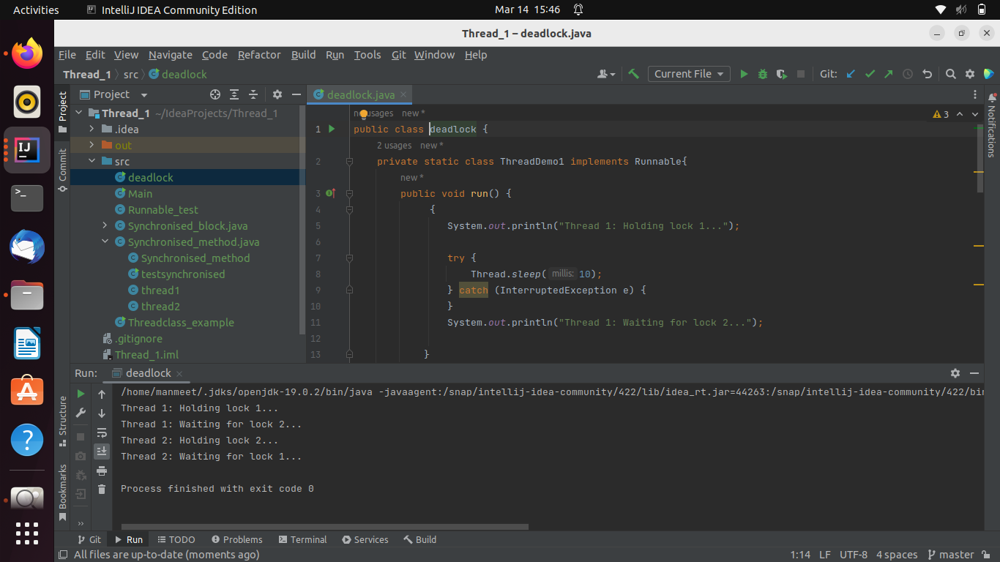 Activities IntelliJ IDEA Community Edition Mar 14 15:46
Thread_1 – deadlock.java
File Edit View Navigate Code Refactor Build Run Tools Git Window Help
Thread_1 src deadlock Current File Git:
Project
Thread_1 ~/IdeaProjects/Thread_1
.idea
out
src
deadlock
Main
Runnable_test
Synchronised_block.java
Synchronised_method.java
Synchronised_method
testsynchronised
thread1
thread2
Threadclass_example
.gitignore
Thread_1.iml
Project
Commit
Structure
Bookmarks
deadlock.java
usages new *
3
1 public class deadlock {
2 usages new *
2 private static class ThreadDemo1 implements Runnable{
new *
3 public void run() {
4 {
5 System.out.println("Thread 1: Holding lock 1...");
6
7 try {
8 Thread.sleep( millis: 10);
9 } catch (InterruptedException e) {
10 }
11 System.out.println("Thread 1: Waiting for lock 2...");
12
13 }
Notifications
Run: deadlock
/home/manmeet/.jdks/openjdk-19.0.2/bin/java -javaagent:/snap/intellij-idea-community/422/lib/idea_rt.jar=44263:/snap/intellij-idea-community/422/bin
Thread 1: Holding lock 1...
Thread 1: Waiting for lock 2...
Thread 2: Holding lock 2...
Thread 2: Waiting for lock 1...
Process finished with exit code 0
Git Run TODO Problems Terminal Services Build
All files are up-to-date (moments ago) 1:14 LF UTF-8 4 spaces master